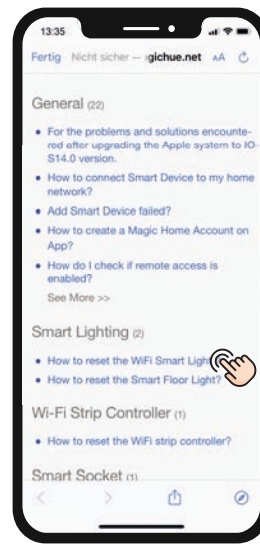 13:35
Fertig Nicht sicher — gichue.net AA
General (22)
• For the problems and solutions encounte-
red after upgrading the Apple system to IO-
S14.0 version.
• How to connect Smart Device to my home
network?
• Add Smart Device failed?
• How to create a Magic Home Account on
App?
• How do I check if remote access is
enabled?
See More >>
Smart Lighting (2)
• How to reset the WiFi Smart Light
• How to reset the Smart Floor Light?
Wi-Fi Strip Controller (1)
• How to reset the WiFi strip controller?
Smart Socket (1)